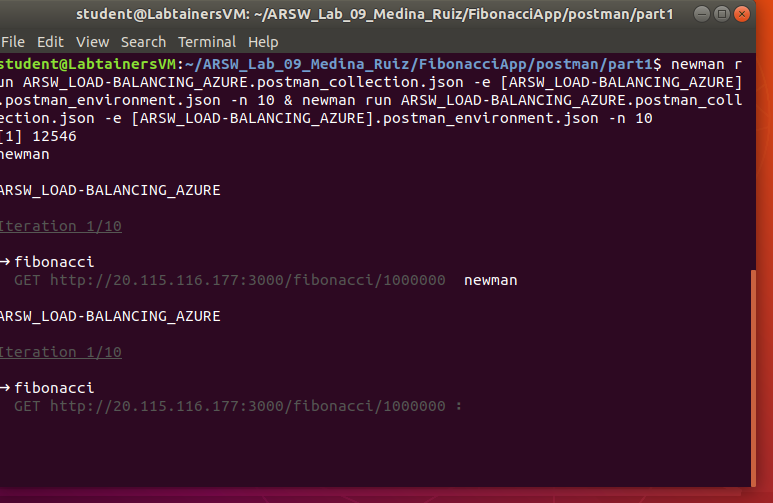 student@LabtainersVM: ~/ARSW_Lab_09_Medina_Ruiz/FibonacciApp/postman/part1
File Edit View Search Terminal Help
student@LabtainersVM:~/ARSW_Lab_09_Medina_Ruiz/FibonacciApp/postman/part1$ newman r
un ARSW_LOAD-BALANCING_AZURE.postman_collection.json -e [ARSW_LOAD-BALANCING_AZURE]
.postman_environment.json -n 10 & newman run ARSW_LOAD-BALANCING_AZURE.postman_coll
ection.json -e [ARSW_LOAD-BALANCING_AZURE].postman_environment.json -n 10
[1] 12546
newman
ARSW_LOAD-BALANCING_AZURE
Iteration 1/10
→ fibonacci
GET http://20.115.116.177:3000/fibonacci/1000000 newman
ARSW_LOAD-BALANCING_AZURE
Iteration 1/10
→ fibonacci
GET http://20.115.116.177:3000/fibonacci/1000000 :